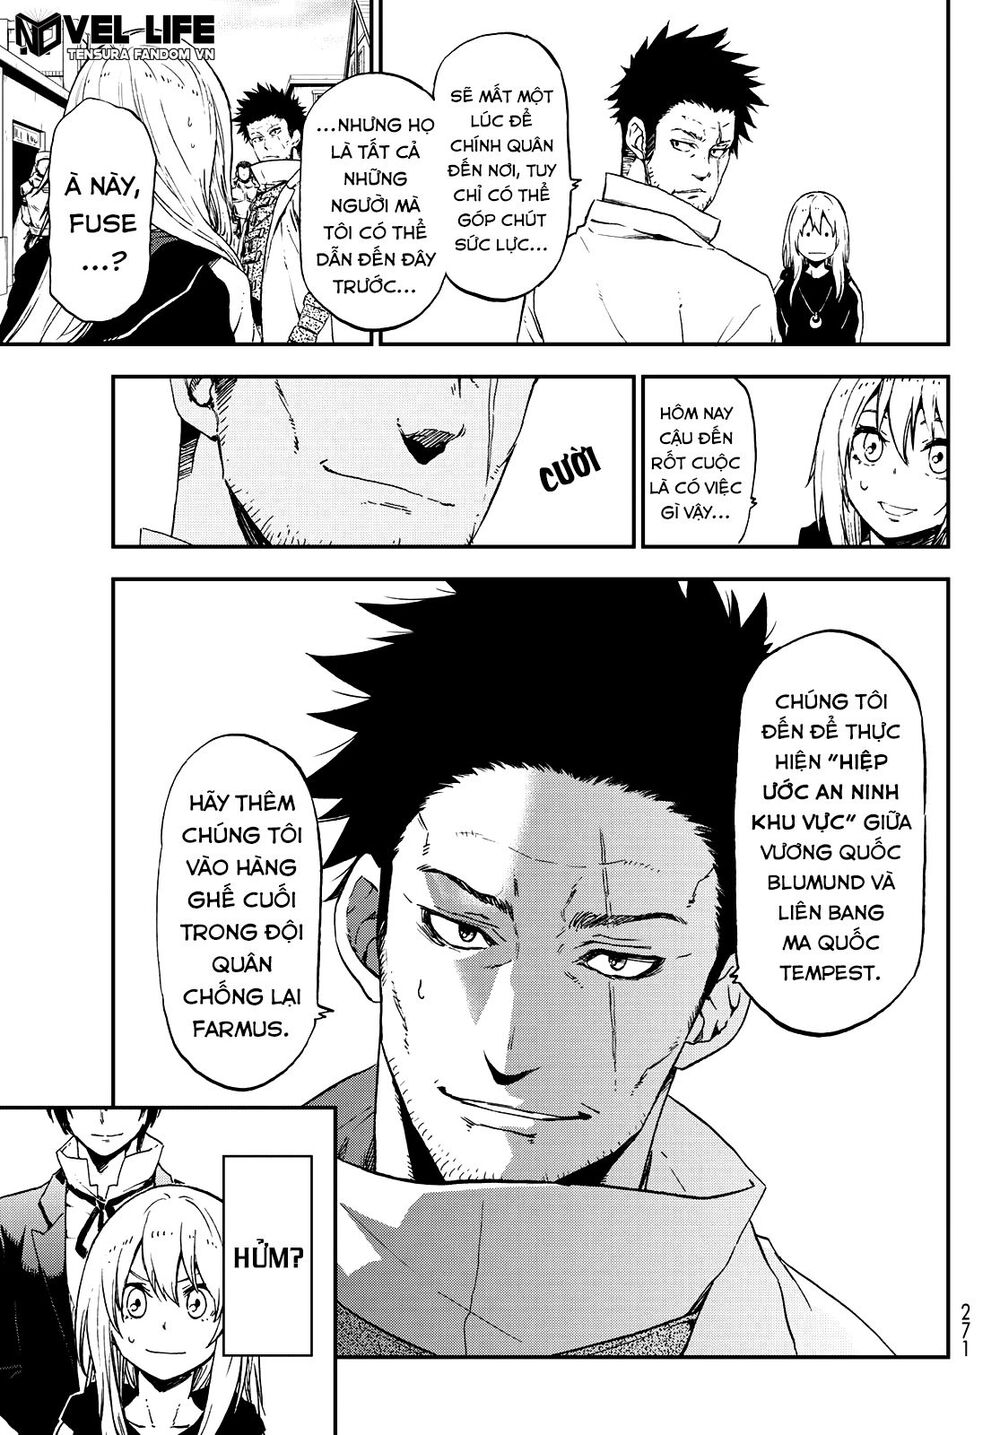 NOVEL LIFE
TENSURA FANDOM VN
SẼ MẤT MỘT
LÚC ĐỂ
CHÍNH QUÂN
ĐẾN NƠI, TUY
CHỈ CÓ THỂ
GÓP CHÚT
SỨC LỰC...
...NHƯNG HỌ
LÀ TẤT CẢ
NHỮNG
NGƯỜI MÀ
TÔI CÓ THỂ
DẪN ĐẾN ĐÂY
TRƯỚC...
À NÀY,
FUSE
...?
HÔM NAY
CẬU ĐẾN
RỐT CUỘC
LÀ CÓ VIỆC
GÌ VẬY...
CƯỜI
CHÚNG TÔI
ĐẾN ĐỂ THỰC
HIỆN “HIỆP
ƯỚC AN NINH
KHU VỰC“ GIỮA
VƯƠNG QUỐC
BLUMUND VÀ
LIÊN BANG
MA QUỐC
TEMPEST.
HÃY THÊM
CHÚNG TÔI
VÀO HÀNG
GHẾ CUỐI
TRONG ĐỘI
QUÂN
CHỐNG LẠI
FARMUS.
HỬM?
271